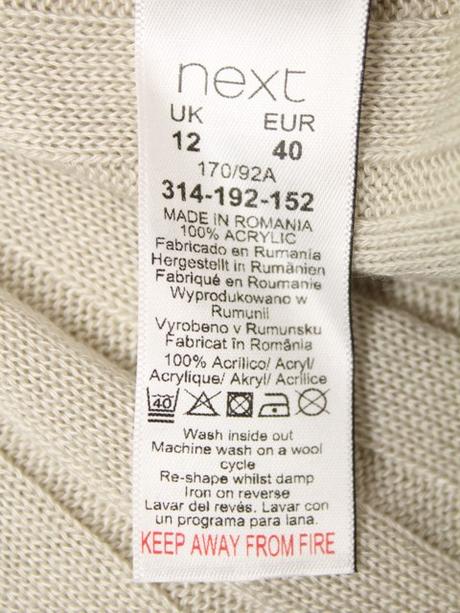 next
UK EUR
12 40
170/92A
314-192-152
MADE IN ROMANIA
100% ACRYLIC
Fabricado en Rumania
Hergestellt in Rumänien
Fabriqué en Roumanie
Wyprodukowano w
Rumunii
Vyrobeno v Rumunsku
Fabricat în România
100% Acrílico/ Acryl/
Acrylique/ Akryl/ Acrilice
40
Wash inside out
Machine wash on a wool
cycle
Re-shape whilst damp
Iron on reverse
Lavar del revés. Lavar con
un programa para lana.
KEEP AWAY FROM FIRE